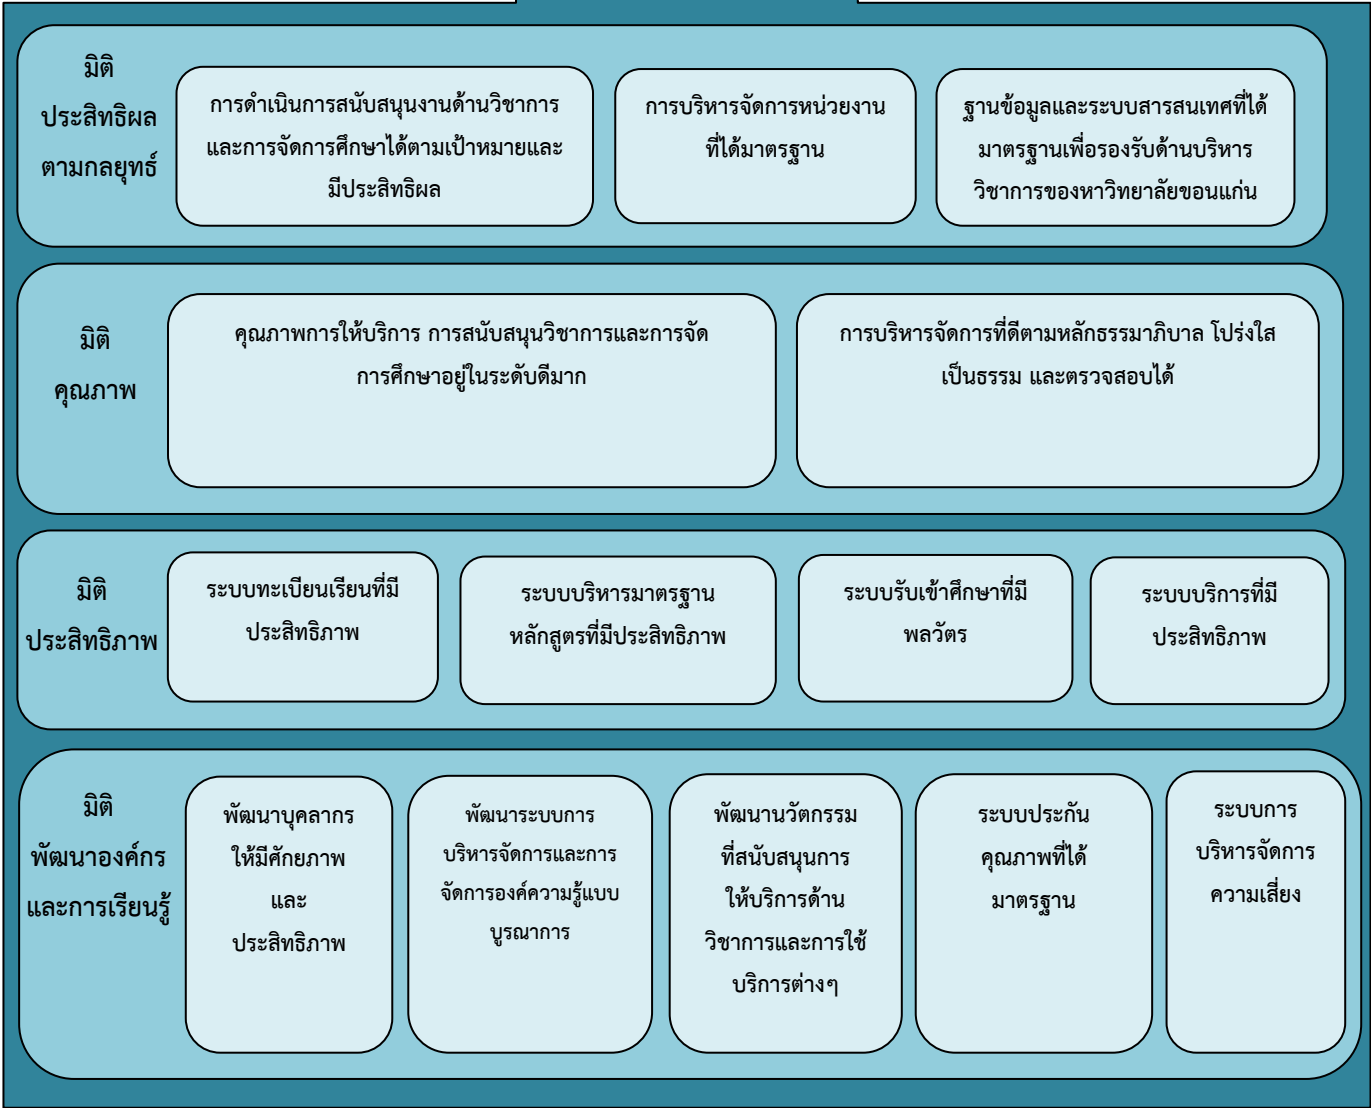 มิติ
ประสิทธิผล
ตามกลยุทธ์
การดำเนินการสนับสนุนงานด้านวิชาการ
และการจัดการศึกษาได้ตามเป้าหมายและ
มีประสิทธิผล
การบริหารจัดการหน่วยงาน
ที่ได้มาตรฐาน
ฐานข้อมูลและระบบสารสนเทศที่ได้
มาตรฐานเพื่อรองรับด้านบริหาร
วิชาการของหาวิทยาลัยขอนแก่น
มิติ
คุณภาพ
คุณภาพการให้บริการ การสนับสนุนวิชาการและการจัด
การศึกษาอยู่ในระดับดีมาก
การบริหารจัดการที่ดีตามหลักธรรมาภิบาล โปร่งใส
เป็นธรรม และตรวจสอบได้
มิติ
ประสิทธิภาพ
ระบบทะเบียนเรียนที่มี
ประสิทธิภาพ
ระบบบริหารมาตรฐาน
หลักสูตรที่มีประสิทธิภาพ
ระบบรับเข้าศึกษาที่มี
พลวัตร
ระบบบริการที่มี
ประสิทธิภาพ
มิติ
พัฒนาองค์กร
และการเรียนรู้
พัฒนาบุคลากร
ให้มีศักยภาพ
และ
ประสิทธิภาพ
พัฒนาระบบการ
บริหารจัดการและการ
จัดการองค์ความรู้แบบ
บูรณาการ
พัฒนานวัตกรรม
ที่สนับสนุนการ
ให้บริการด้าน
วิชาการและการใช้
บริการต่างๆ
ระบบประกัน
คุณภาพที่ได้
มาตรฐาน
ระบบการ
บริหารจัดการ
ความเสี่ยง